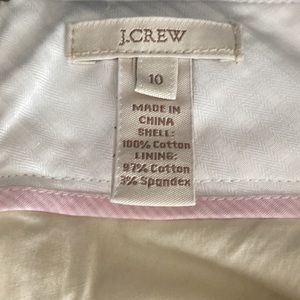 J.CREW
10
MADE IN
CHINA
SHELL:
100% Cotton
LINING:
97% Cotton
3% Spandex